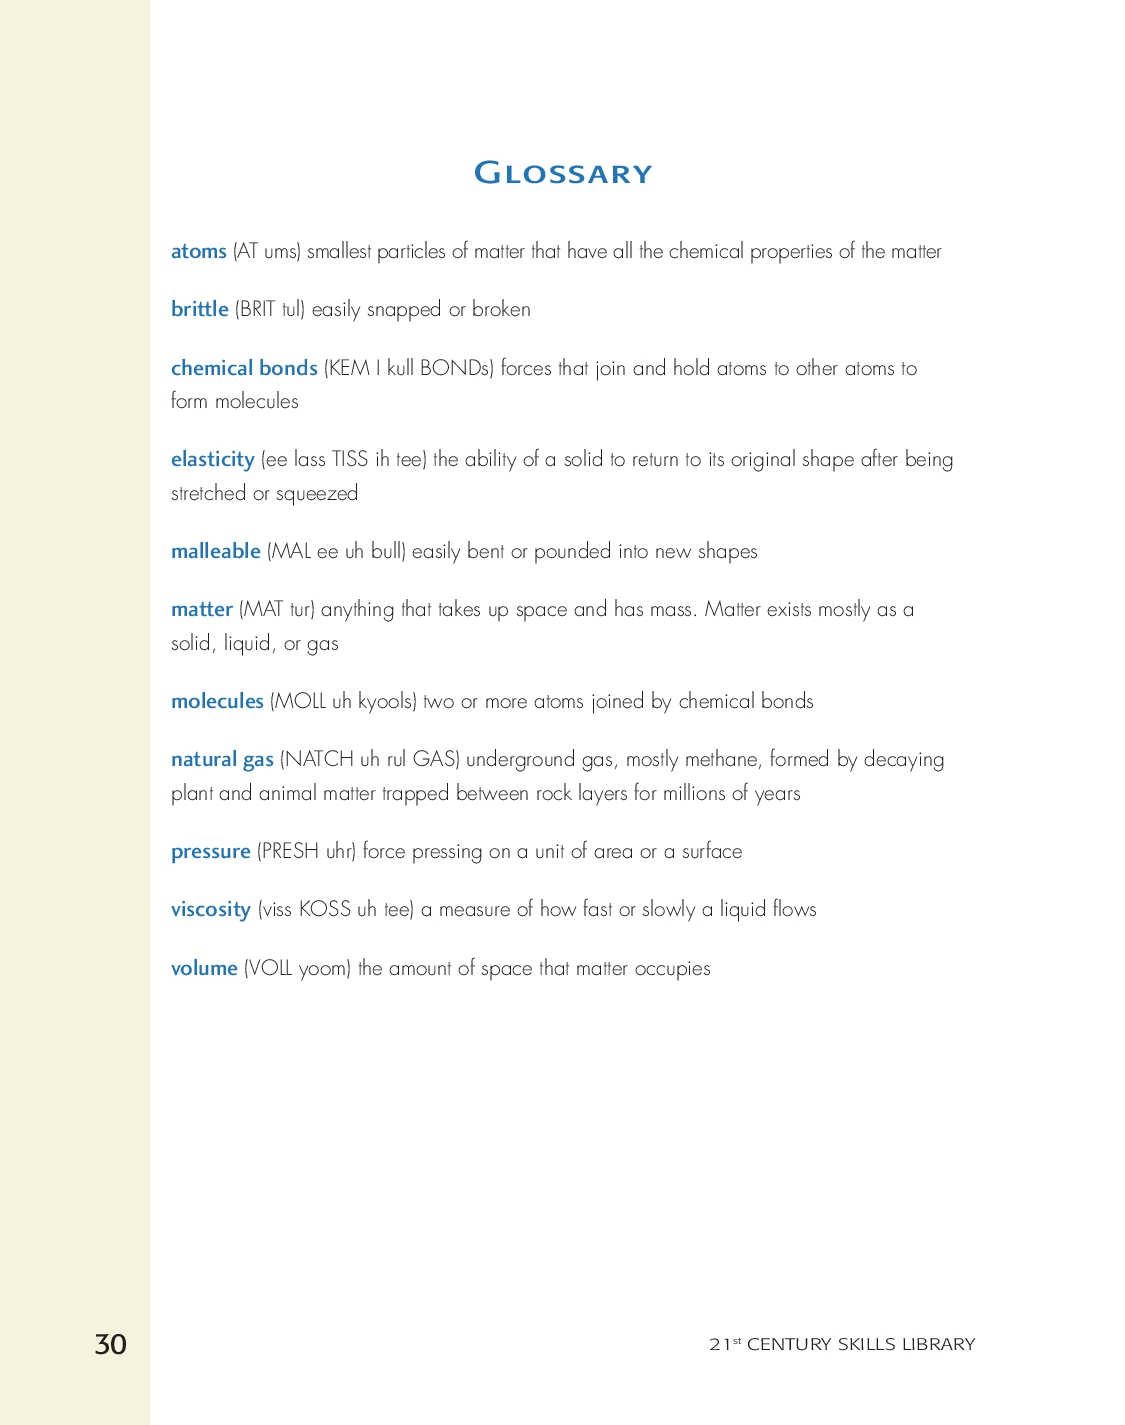 GLOSSARY
atoms (AT ums) smallest particles of matter that have all the chemical properties of the matter
brittle (BRIT tul) easily snapped or broken
chemical bonds (KEM I kull BONDs) forces that join and hold atoms to other atoms to
form molecules
elasticity (ee lass TISS ih tee) the ability of a solid to return to its original shape after being
stretched or squeezed
malleable (MAL ee uh bull) easily bent or pounded into new shapes
matter (MAT tur) anything that takes up space and has mass. Matter exists mostly as a
solid, liquid, or gas
molecules (MOLL uh kyools) two or more atoms joined by chemical bonds
natural gas (NATCH uh rul GAS) underground gas, mostly methane, formed by decaying
plant and animal matter trapped between rock layers for millions of years
pressure (PRESH uhr) force pressing on a unit of area or a surface
viscosity (viss KOSS uh tee) a measure of how fast or slowly a liquid flows
volume (VOLL yoom) the amount of space that matter occupies
30 21st CENTURY SKILLS LIBRARY